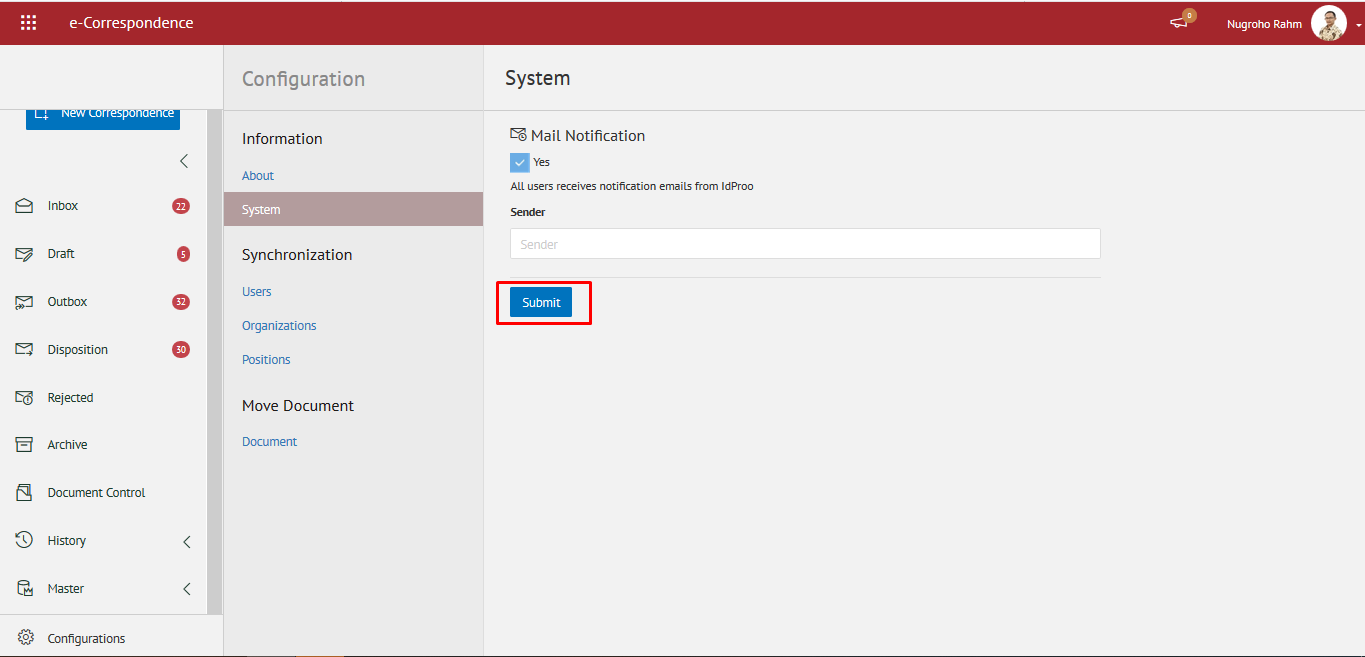 e-Correspondence
0
Nugroho Rahm
New Correspondence
Inbox 22
Draft 5
Outbox 32
Disposition 30
Rejected
Archive
Document Control
History
Master
Configurations
Configuration
Information
About
System
Synchronization
Users
Organizations
Positions
Move Document
Document
System
Mail Notification
Yes
All users receives notification emails from IdProo
Sender
Sender
Submit